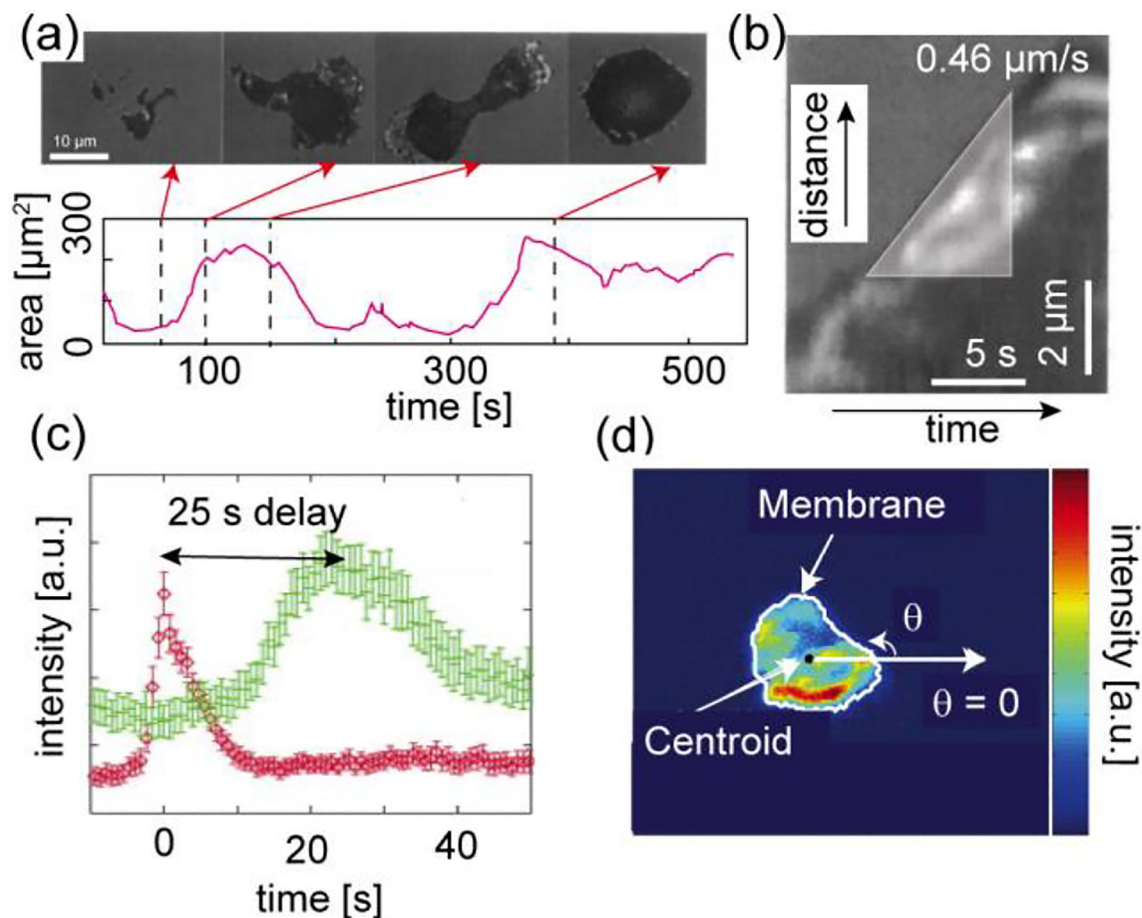 (a)
10 μm
area [μm²]
300
0
100
300
500
time [s]
(b)
0.46 μm/s
distance
5 s
2 μm
time
(c)
25 s delay
intensity [a.u.]
0
20
40
time [s]
(d)
Membrane
θ
θ = 0
Centroid
intensity [a.u.]